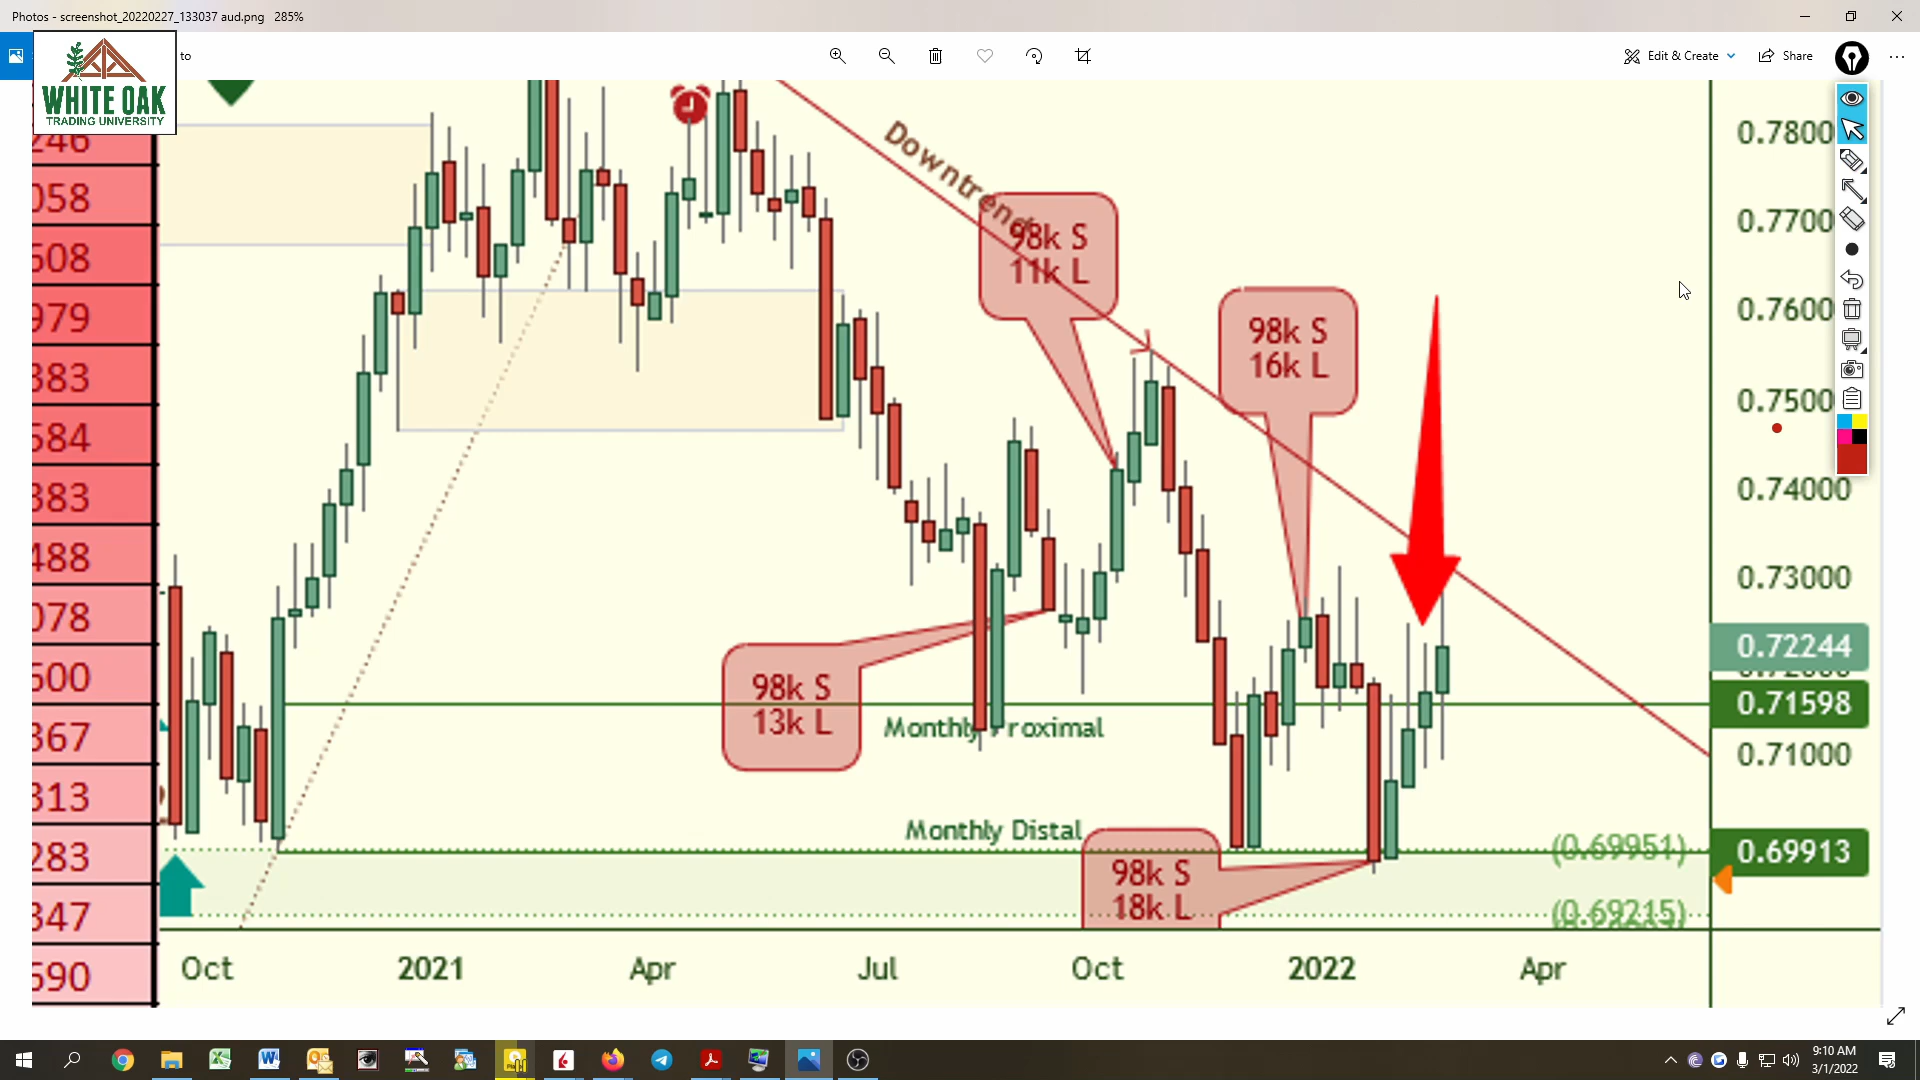 Photos - screenshot_20220227_133037 aud.png   285%
to
Edit & Create
Share
WHITE OAK
TRADING UNIVERSITY
246
058
608
979
383
584
383
488
078
600
367
313
283
347
590
Downtrend
98k S
11k L
98k S
16k L
98k S
13k L
Monthly Proximal
Monthly Distal
98k S
18k L
(0.69951)
(0.69215)
0.7800
0.7700
0.7600
0.7500
0.74000
0.73000
0.72244
0.71598
0.71000
0.69913
Oct
2021
Apr
Jul
Oct
2022
Apr
9:10 AM
3/1/2022